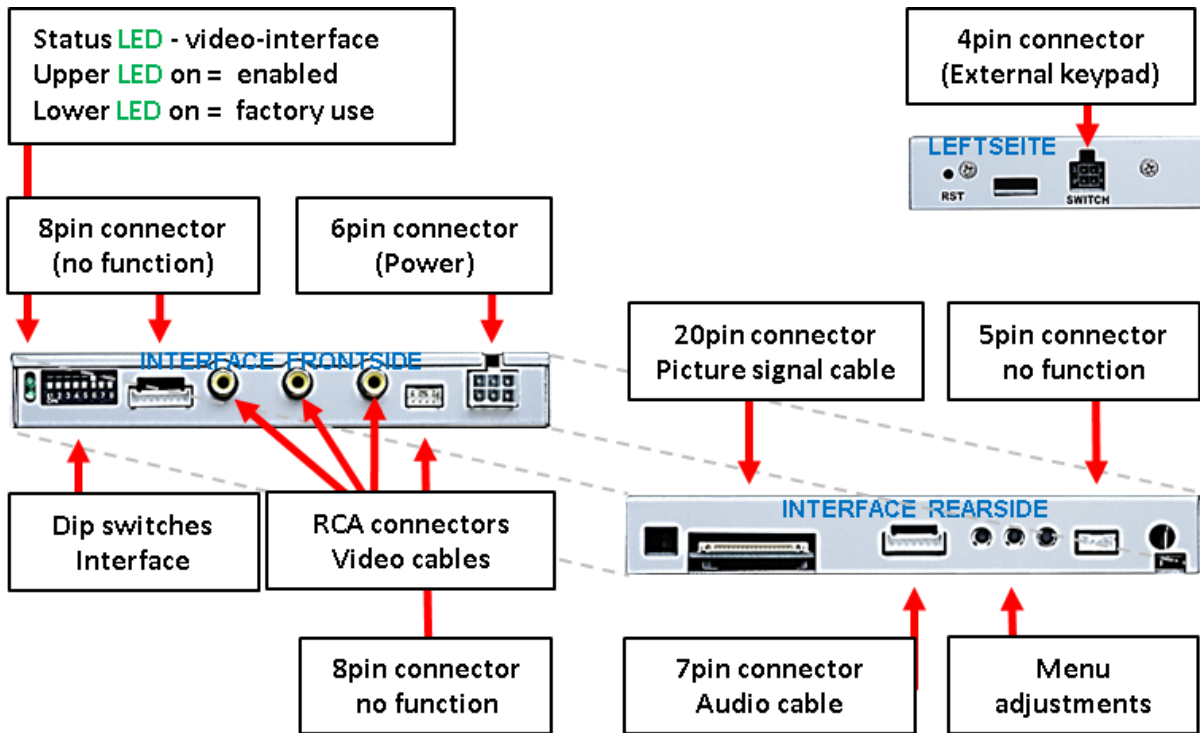 Status LED - video-interface
Upper LED on = enabled
Lower LED on = factory use
4pin connector
(External keypad)
LEFTSEITE
RST
SWITCH
8pin connector
(no function)
6pin connector
(Power)
INTERFACE FRONTSIDE
20pin connector
Picture signal cable
5pin connector
no function
Dip switches
Interface
RCA connectors
Video cables
INTERFACE REARSIDE
8pin connector
no function
7pin connector
Audio cable
Menu
adjustments